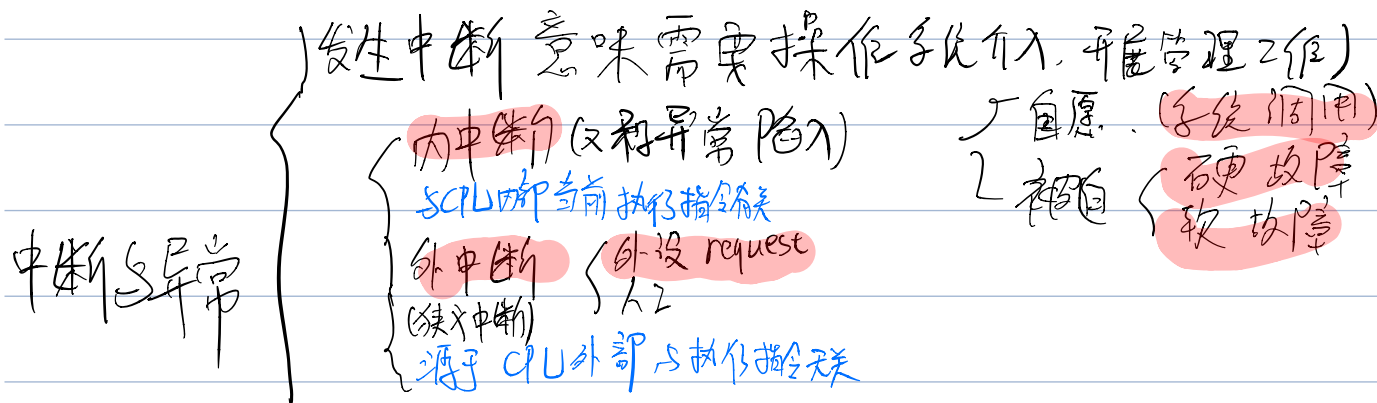 发生中断意味需要操作系统介入,开展管理工作)
内中断(又称异常 陷入)
自愿.(系统调用)
与CPU内部当前执行指令有关
强迫
硬故障
软故障
中断与异常
外中断
外设 request
人工
(狭义中断)
源于CPU外部 与执行指令无关